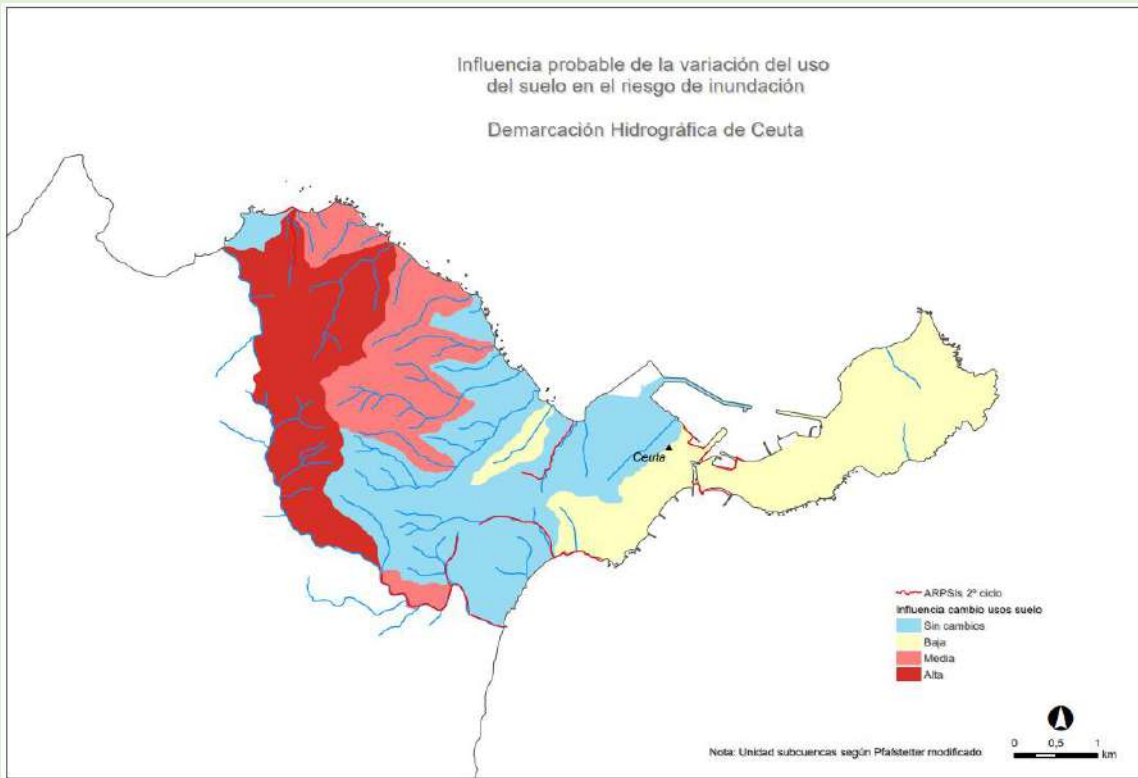 Influencia probable de la variación del uso
del suelo en el riesgo de inundación
Demarcación Hidrográfica de Ceuta
Ceuta
ARPSIs 2º ciclo
Influencia cambio usos suelo
Sin cambios
Baja
Media
Alta
Nota: Unidad subcuencas según Pfafstetter modificado
0 0,5 1
km